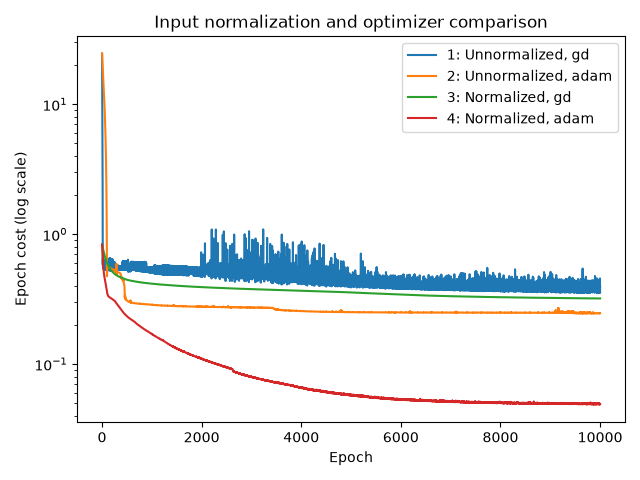 Input normalization and optimizer comparison
1: Unnormalized, gd
2: Unnormalized, adam
3: Normalized, gd
4: Normalized, adam
Epoch cost (log scale)
10¹
10⁰
10⁻¹
0 2000 4000 6000 8000 10000
Epoch